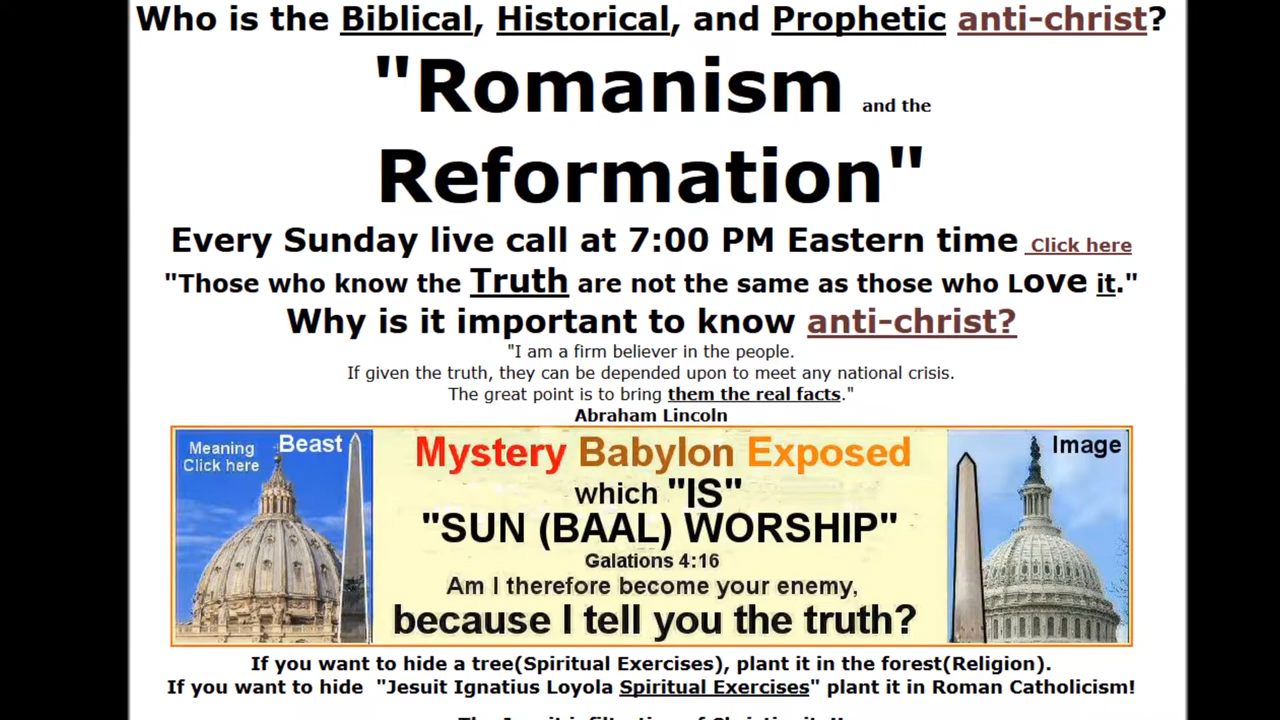 Who is the Biblical, Historical, and Prophetic anti-christ?
"Romanism and the
Reformation"
Every Sunday live call at 7:00 PM Eastern time Click here
"Those who know the Truth are not the same as those who Love it."
Why is it important to know anti-christ?
"I am a firm believer in the people.
If given the truth, they can be depended upon to meet any national crisis.
The great point is to bring them the real facts."
Abraham Lincoln
Meaning
Click here
Beast
Mystery Babylon Exposed
which "IS"
"SUN (BAAL) WORSHIP"
Galations 4:16
Am I therefore become your enemy,
because I tell you the truth?
Image
If you want to hide a tree(Spiritual Exercises), plant it in the forest(Religion).
If you want to hide "Jesuit Ignatius Loyola Spiritual Exercises" plant it in Roman Catholicism!